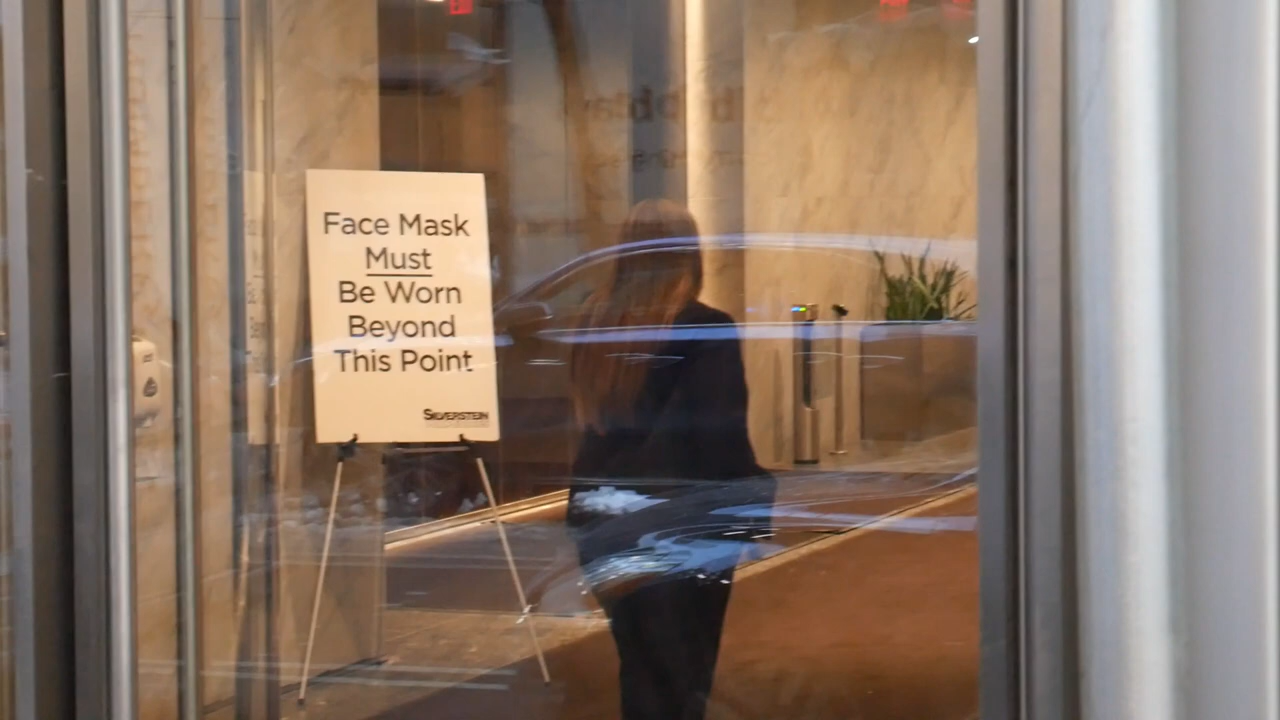 Face Mask
Must
Be Worn
Beyond
This Point
SILVERSTEIN